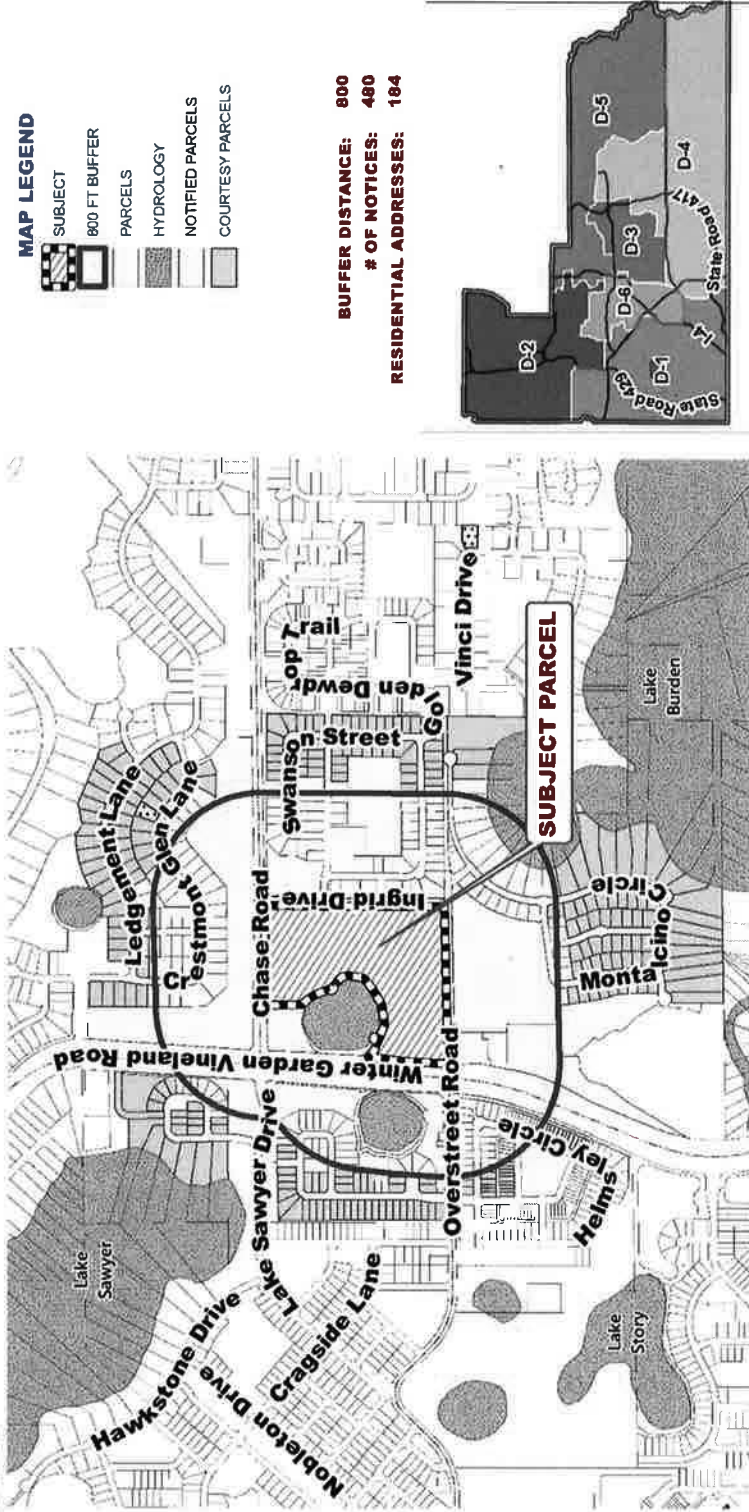 MAP LEGEND
SUBJECT
800 FT BUFFER
PARCELS
HYDROLOGY
NOTIFIED PARCELS
COURTESY PARCELS
BUFFER DISTANCE: 800
# OF NOTICES: 480
RESIDENTIAL ADDRESSES: 184
D-2
D-5
D-3
D-6
D-4
D-1
State Road 429
I-4
State Road 417
Lake Sawyer
Hawkstone Drive
Nobleton Drive
Lake Sawyer Drive
Cragside Lane
Ledgement Lane
Crestmont Glen Lane
Winter Garden Vineland Road
Chase Road
Ingrid Drive
Swanson Street
Golden Dewdrop Trail
Vinci Drive
Overstreet Road
Helmsley Circle
SUBJECT PARCEL
Montalcino Circle
Lake Burden
Lake Story